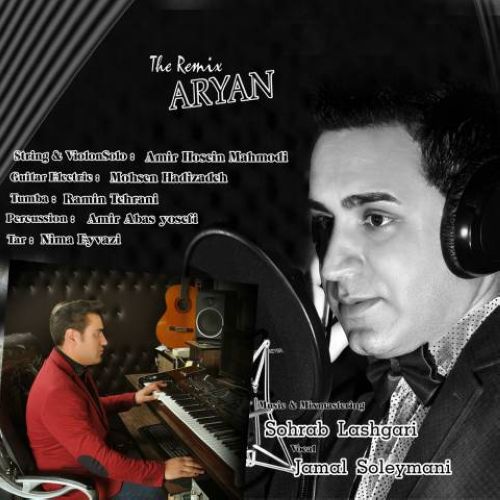 The Remix
ARYAN
String & ViolonSolo : Amir Hosein Mahmodi
Guitar Electric : Mohsen Hadizadeh
Tumba : Ramin Tehrani
Percussion : Amir Abas yosefi
Tar : Nima Eyvazi
Music & Mixmastering
Sohrab Lashgari
Vocal
Jamal Soleymani